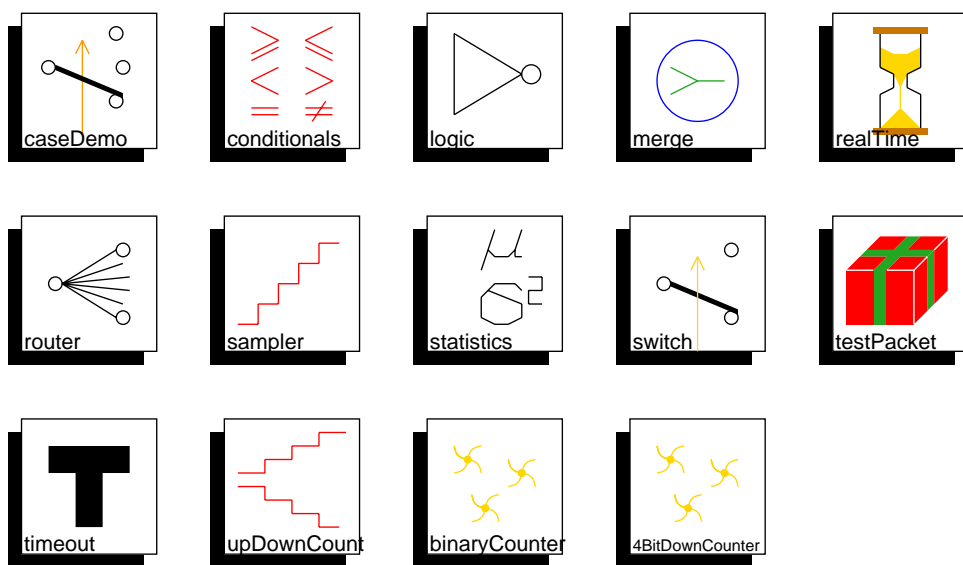 caseDemo
conditionals
logic
merge
realTime
router
sampler
statistics
switch
testPacket
timeout
upDownCount
binaryCounter
4BitDownCounter